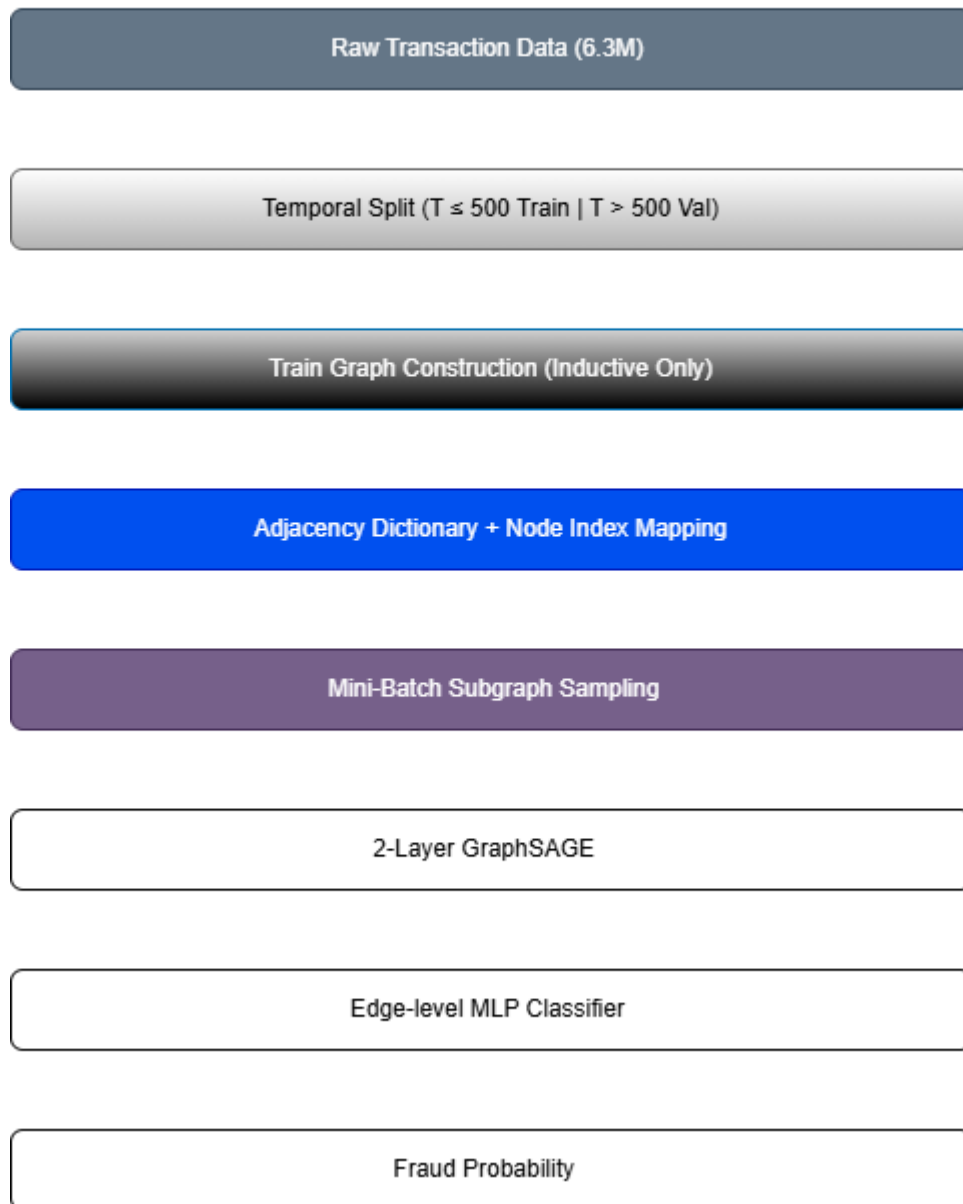 Raw Transaction Data (6.3M)
Temporal Split (T ≤ 500 Train | T > 500 Val)
Train Graph Construction (Inductive Only)
Adjacency Dictionary + Node Index Mapping
Mini-Batch Subgraph Sampling
2-Layer GraphSAGE
Edge-level MLP Classifier
Fraud Probability